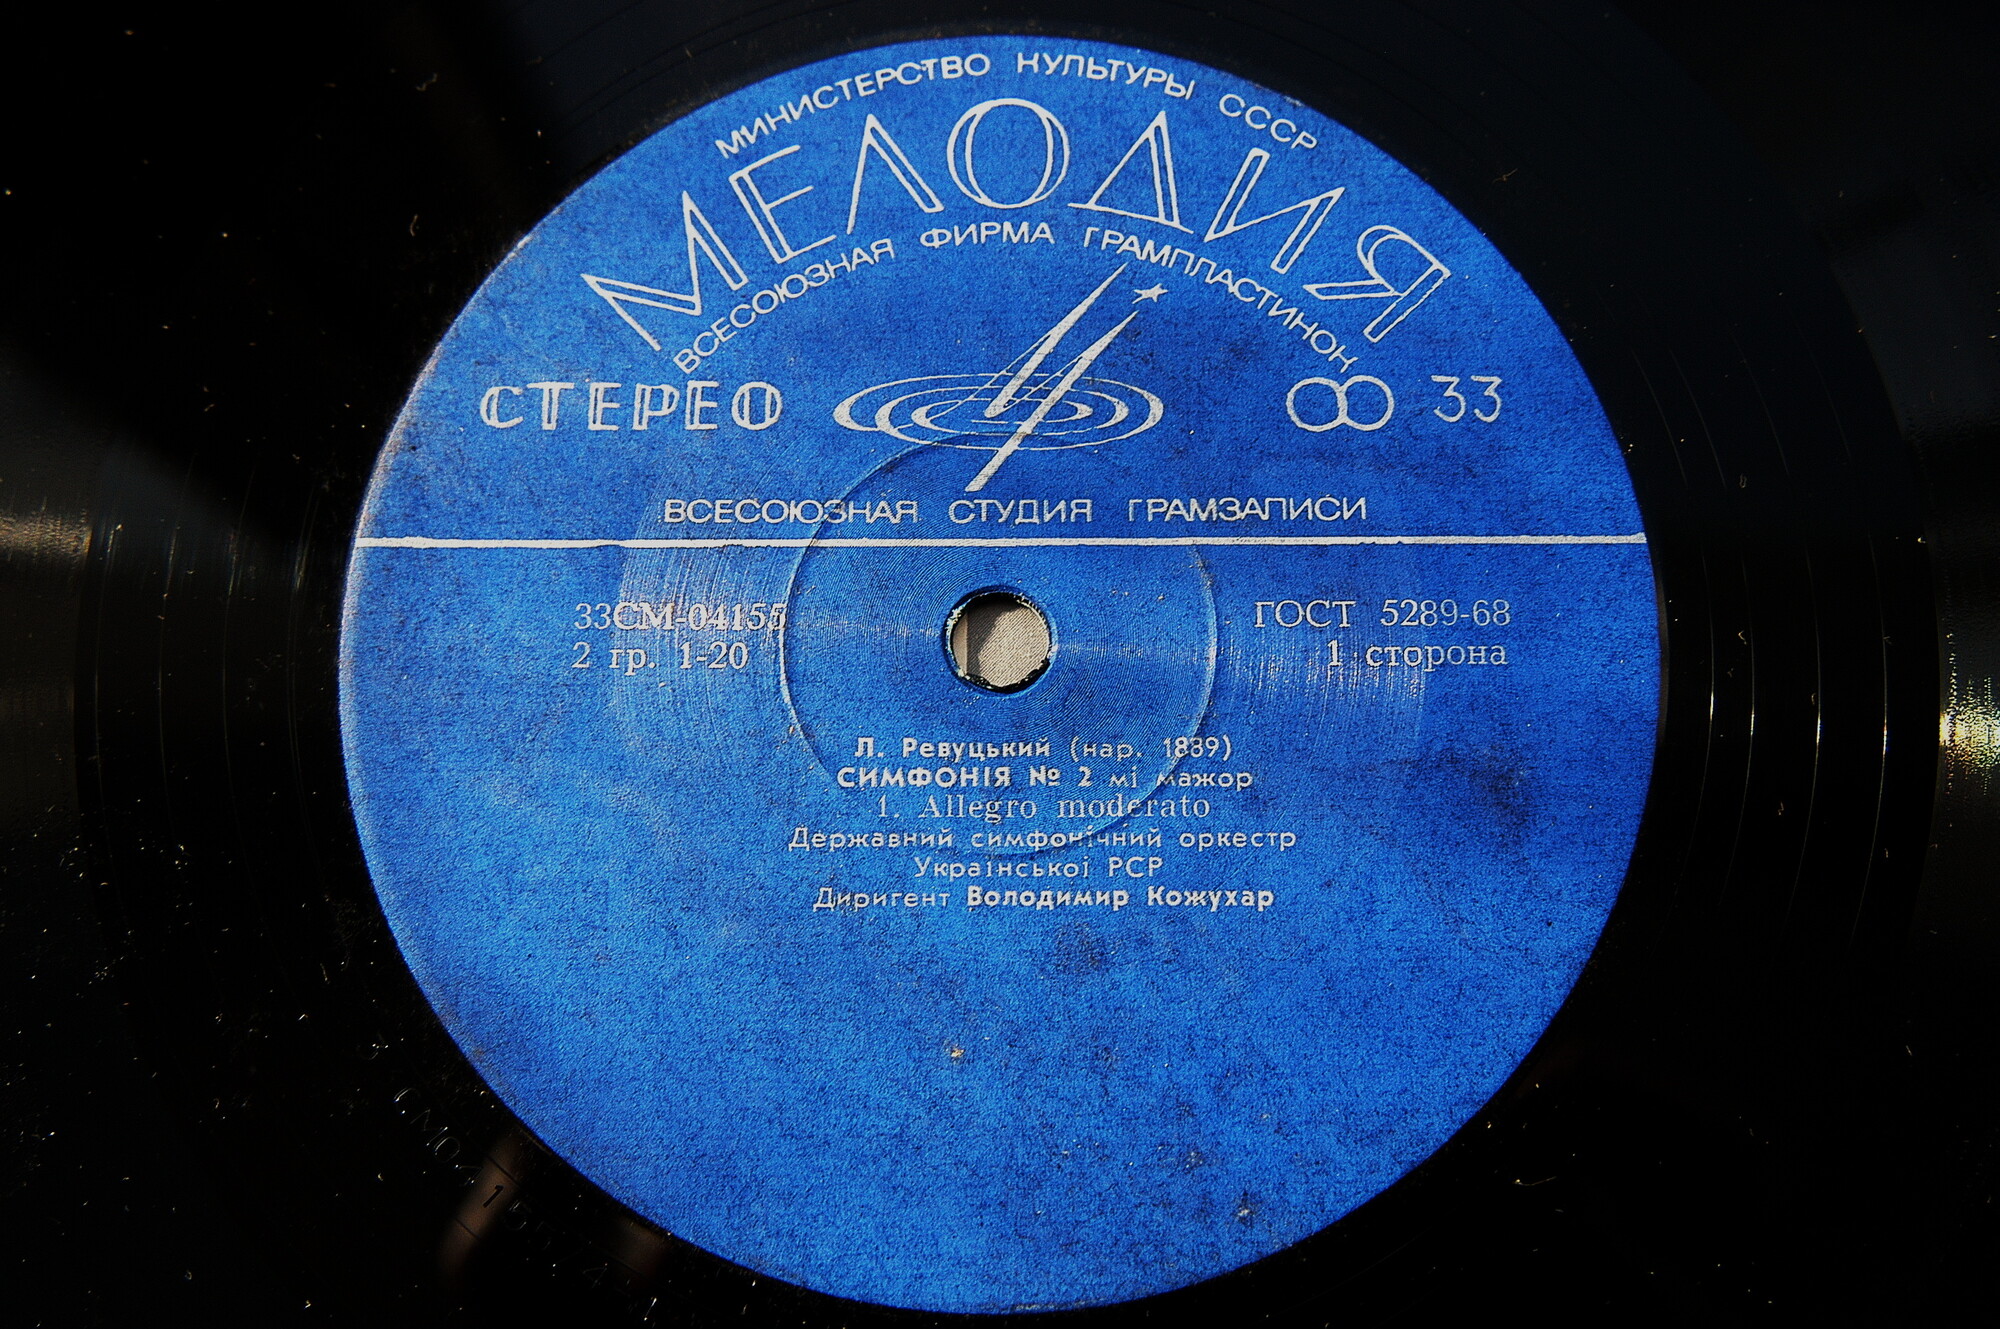 МИНИСТЕРСТВО КУЛЬТУРЫ СССР
МЕЛОДИЯ
ВСЕСОЮЗНАЯ ФИРМА ГРАМПЛАСТИНОК
СТЕРЕО
33
ВСЕСОЮЗНАЯ СТУДИЯ ГРАМЗАПИСИ
33СМ-04155
ГОСТ 5289-68
2 гр. 1-20
1 сторона
Л. Ревуцький (нар. 1889)
СИМФОНІЯ № 2 мі мажор
1. Allegro moderato
Державний симфонічний оркестр
Української РСР
Диригент Володимир Кожухар